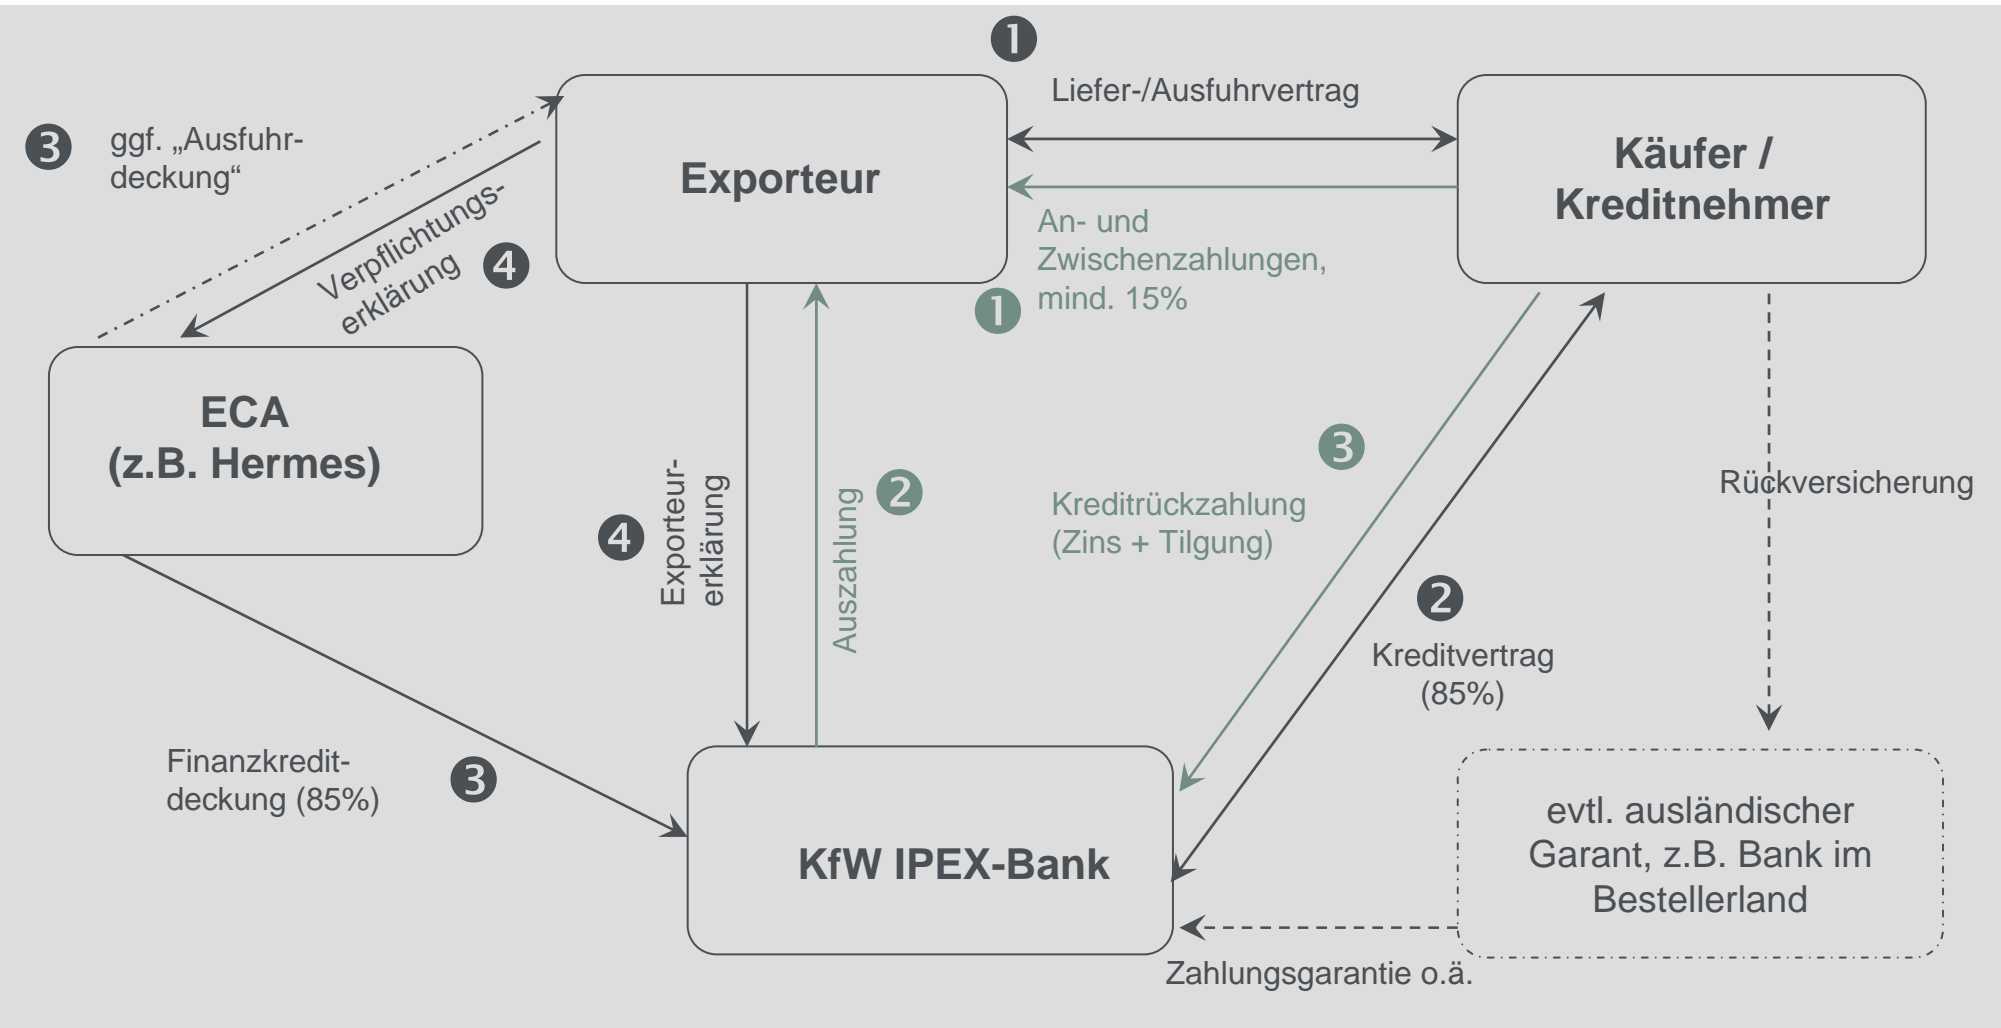 ❶
Liefer-/Ausfuhrvertrag
❸
ggf. „Ausfuhr-
deckung“
Exporteur
Käufer /
Kreditnehmer
Verpflichtungs-
erklärung
❹
An- und
Zwischenzahlungen,
mind. 15%
❶
ECA
(z.B. Hermes)
❹
Exporteur-
erklärung
Auszahlung
❷
❸
Kreditrückzahlung
(Zins + Tilgung)
Rückversicherung
❷
Kreditvertrag
(85%)
Finanzkredit-
deckung (85%)
❸
KfW IPEX-Bank
evtl. ausländischer
Garant, z.B. Bank im
Bestellerland
Zahlungsgarantie o.ä.